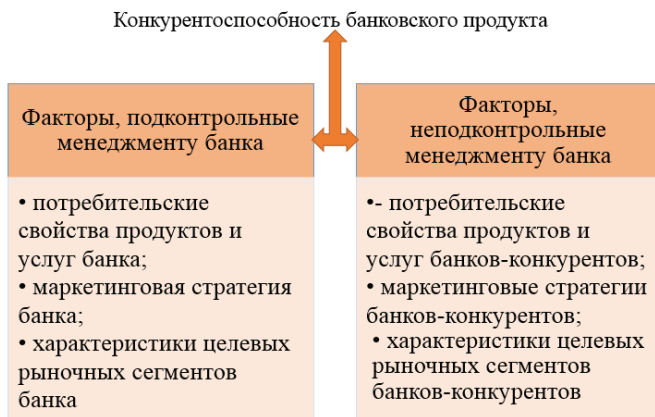 Конкурентоспособность банковского продукта
Факторы, подконтрольные
менеджменту банка
• потребительские
свойства продуктов и
услуг банка;
• маркетинговая стратегия
банка;
• характеристики целевых
рыночных сегментов
банка
Факторы,
неподконтрольные
менеджменту банка
•- потребительские
свойства продуктов и
услуг банков-конкурентов;
• маркетинговые стратегии
банков-конкурентов;
• характеристики целевых
рыночных сегментов
банков-конкурентов